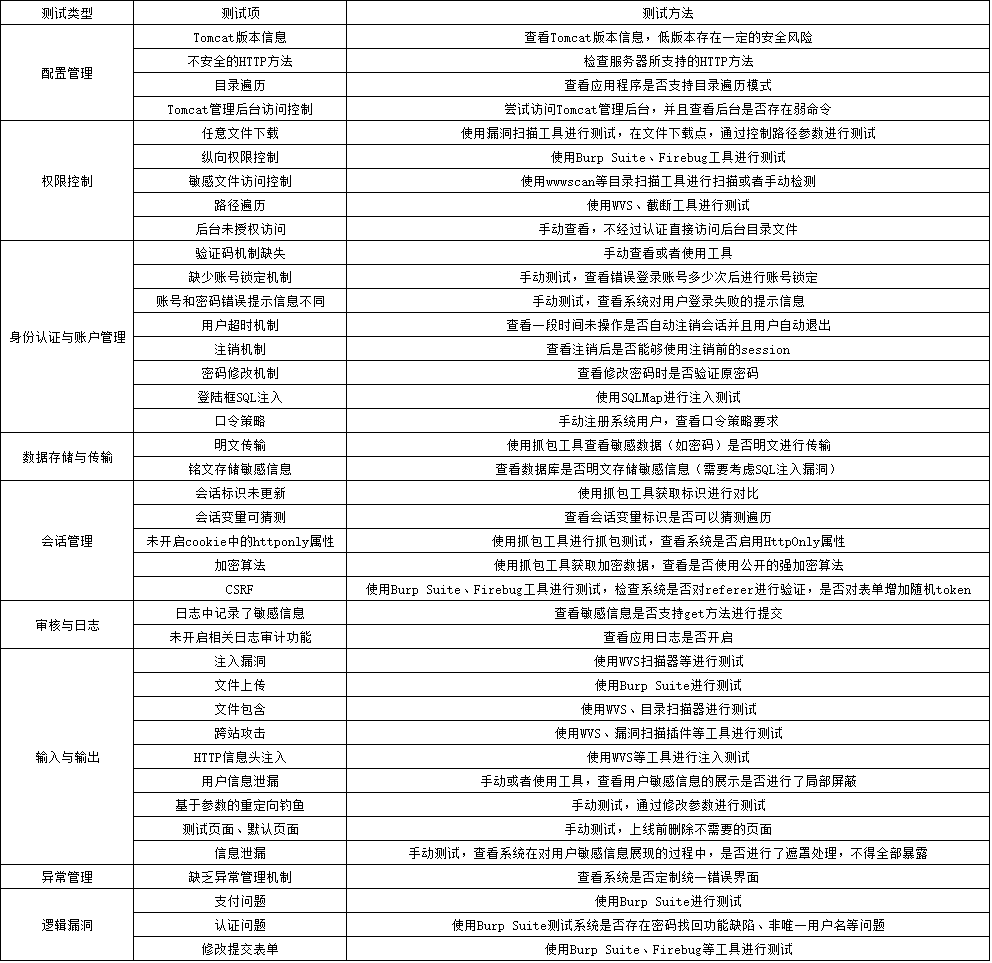 测试类型 测试项 测试方法
配置管理 Tomcat版本信息 查看Tomcat版本信息，低版本存在一定的安全风险
不安全的HTTP方法 检查服务器所支持的HTTP方法
目录遍历 查看应用程序是否支持目录遍历模式
Tomcat管理后台访问控制 尝试访问Tomcat管理后台，并且查看后台是否存在弱命令
权限控制 任意文件下载 使用漏洞扫描工具进行测试，在文件下载点，通过控制路径参数进行测试
纵向权限控制 使用Burp Suite、Firebug工具进行测试
敏感文件访问控制 使用wwwscan等目录扫描工具进行扫描或者手动检测
路径遍历 使用WVS、截断工具进行测试
后台未授权访问 手动查看，不经过认证直接访问后台目录文件
身份认证与账户管理 验证码机制缺失 手动查看或者使用工具
缺少账号锁定机制 手动测试，查看错误登录账号多少次后进行账号锁定
账号和密码错误提示信息不同 手动测试，查看系统对用户登录失败的提示信息
用户超时机制 查看一段时间未操作是否自动注销会话并且用户自动退出
注销机制 查看注销后是否能够使用注销前的session
密码修改机制 查看修改密码时是否验证原密码
登陆框SQL注入 使用SQLMap进行注入测试
口令策略 手动注册系统用户，查看口令策略要求
数据存储与传输 明文传输 使用抓包工具查看敏感数据（如密码）是否明文进行传输
铭文存储敏感信息 查看数据库是否明文存储敏感信息（需要考虑SQL注入漏洞）
会话管理 会话标识未更新 使用抓包工具获取标识进行对比
会话变量可猜测 查看会话变量标识是否可以猜测遍历
未开启cookie中的httponly属性 使用抓包工具进行抓包测试，查看系统是否启用HttpOnly属性
加密算法 使用抓包工具获取加密数据，查看是否使用公开的强加密算法
CSRF 使用Burp Suite、Firebug工具进行测试，检查系统是否对referer进行验证，是否对表单增加随机token
审核与日志 日志中记录了敏感信息 查看敏感信息是否支持get方法进行提交
未开启相关日志审计功能 查看应用日志是否开启
输入与输出 注入漏洞 使用WVS扫描器等进行测试
文件上传 使用Burp Suite进行测试
文件包含 使用WVS、目录扫描器进行测试
跨站攻击 使用WVS、漏洞扫描插件等工具进行测试
HTTP信息头注入 使用WVS等工具进行注入测试
用户信息泄漏 手动或者使用工具，查看用户敏感信息的展示是否进行了局部屏蔽
基于参数的重定向钓鱼 手动测试，通过修改参数进行测试
测试页面、默认页面 手动测试，上线前删除不需要的页面
信息泄漏 手动测试，查看系统在对用户敏感信息展现的过程中，是否进行了遮罩处理，不得全部暴露
异常管理 缺乏异常管理机制 查看系统是否定制统一错误界面
逻辑漏洞 支付问题 使用Burp Suite进行测试
认证问题 使用Burp Suite测试系统是否存在密码找回功能缺陷、非唯一用户名等问题
修改提交表单 使用Burp Suite、Firebug等工具进行测试